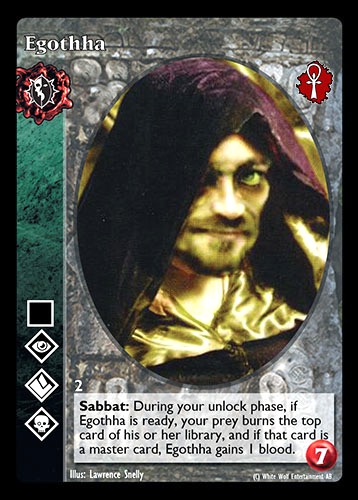 Egothha
2
Sabbat: During your unlock phase, if
Egothha is ready, your prey burns the top
card of his or her library, and if that card is
a master card, Egothha gains 1 blood.
7
Illus: Lawrence Snelly
(C) White Wolf Entertainment AB